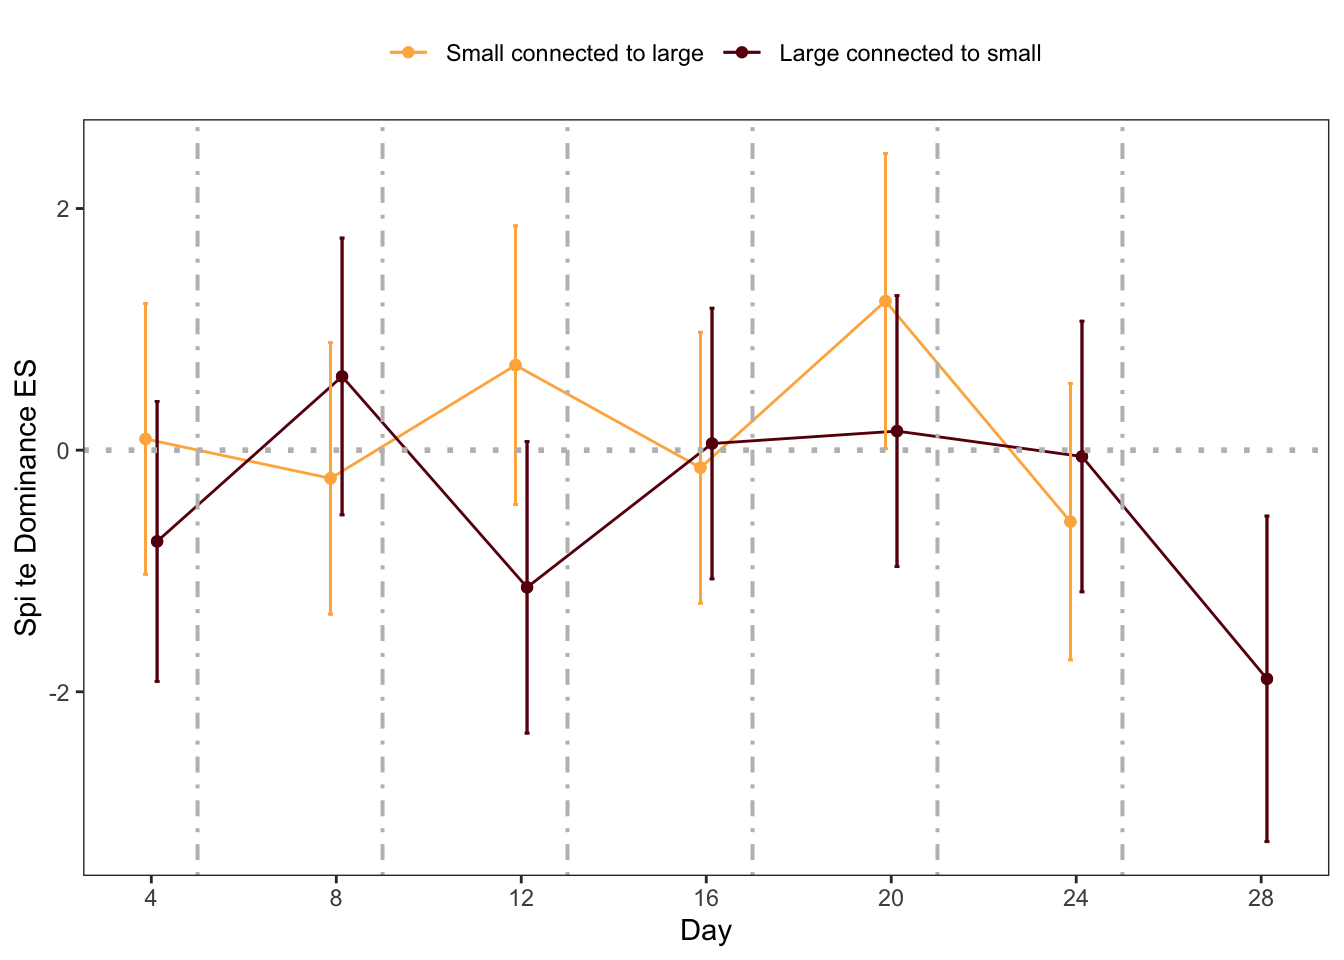 Small connected to large Large connected to small
2
0
-2
Spi te Dominance ES
4 8 12 16 20 24 28
Day